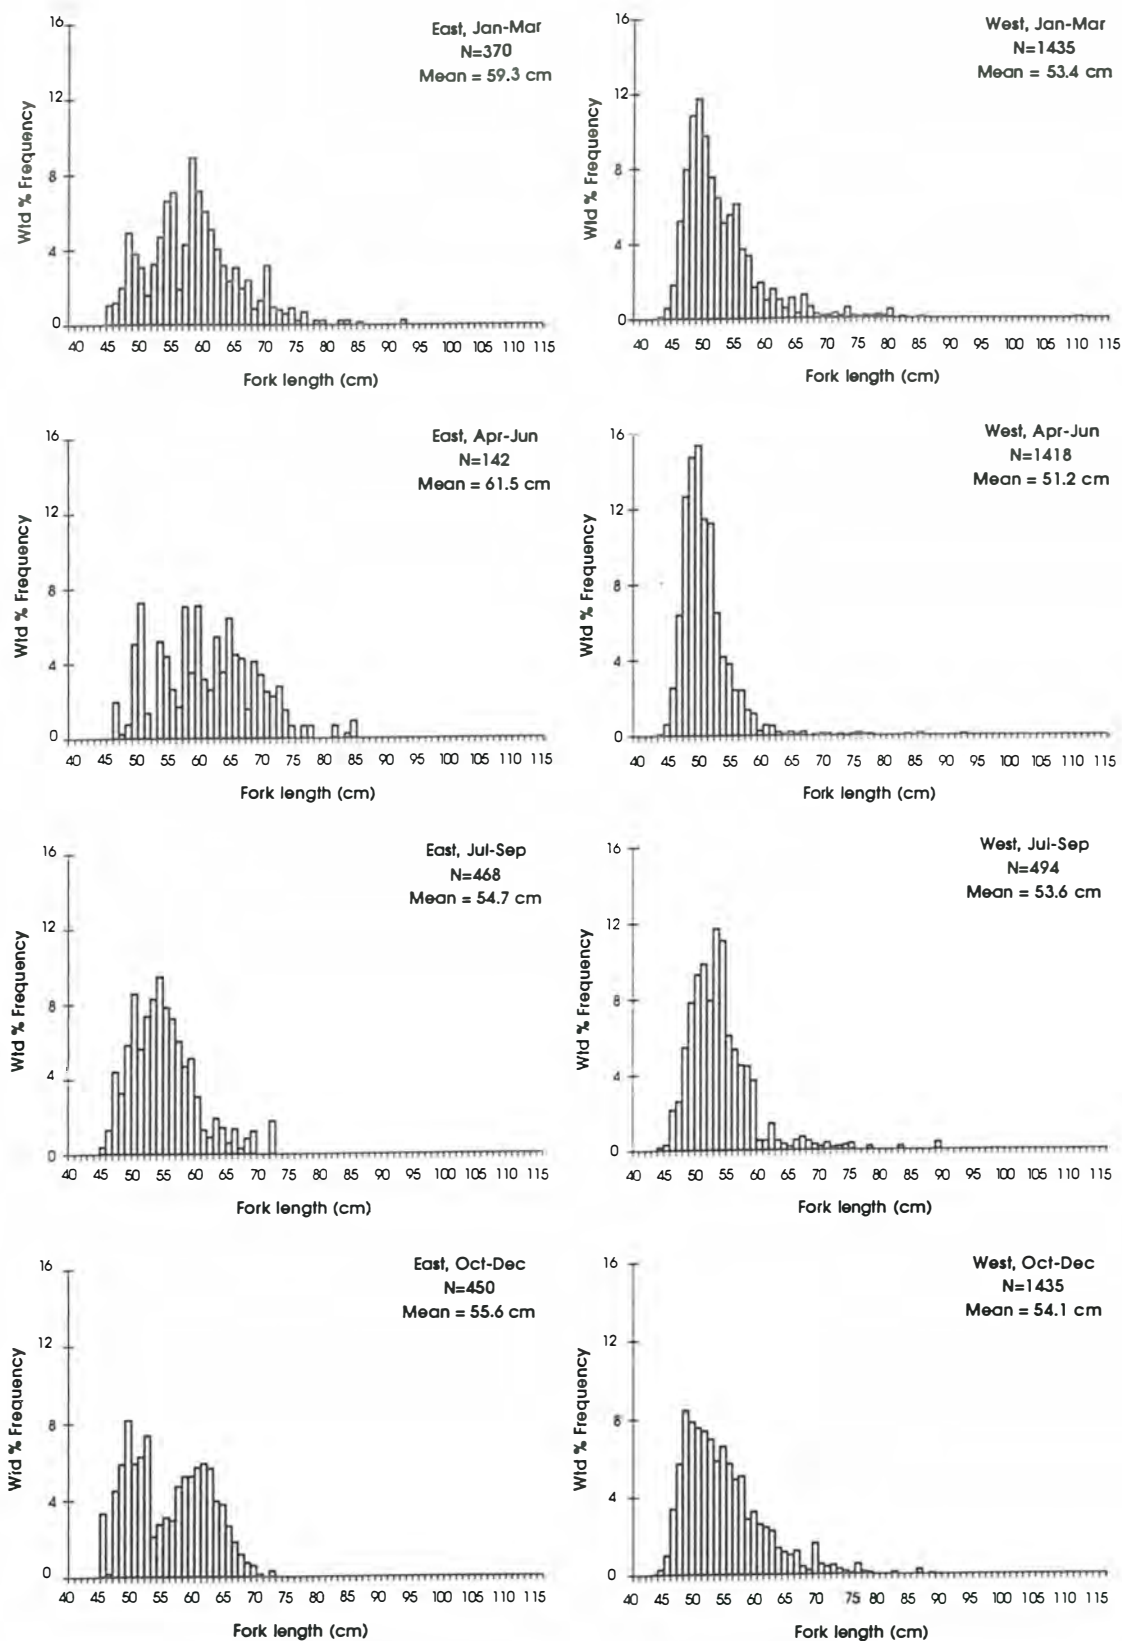 East, Jan-Mar
N=370
Mean = 59.3 cm
16
12
8
4
0
Wtd % Frequency
40 45 50 55 60 65 70 75 80 85 90 95 100 105 110 115
Fork length (cm)
West, Jan-Mar
N=1435
Mean = 53.4 cm
16
12
8
4
0
Wtd % Frequency
40 45 50 55 60 65 70 75 80 85 90 95 100 105 110 115
Fork length (cm)
East, Apr-Jun
N=142
Mean = 61.5 cm
16
12
8
4
0
Wtd % Frequency
40 45 50 55 60 65 70 75 80 85 90 95 100 105 110 115
Fork length (cm)
West, Apr-Jun
N=1418
Mean = 51.2 cm
16
12
8
4
0
Wtd % Frequency
40 45 50 55 60 65 70 75 80 85 90 95 100 105 110 115
Fork length (cm)
East, Jul-Sep
N=468
Mean = 54.7 cm
16
12
8
4
0
Wtd % Frequency
40 45 50 55 60 65 70 75 80 85 90 95 100 105 110 115
Fork length (cm)
West, Jul-Sep
N=494
Mean = 53.6 cm
16
12
8
4
0
Wtd % Frequency
40 45 50 55 60 65 70 75 80 85 90 95 100 105 110 115
Fork length (cm)
East, Oct-Dec
N=450
Mean = 55.6 cm
16
12
8
4
0
Wtd % Frequency
40 45 50 55 60 65 70 75 80 85 90 95 100 105 110 115
Fork length (cm)
West, Oct-Dec
N=1435
Mean = 54.1 cm
16
12
8
4
0
Wtd % Frequency
40 45 50 55 60 65 70 75 80 85 90 95 100 105 110 115
Fork length (cm)